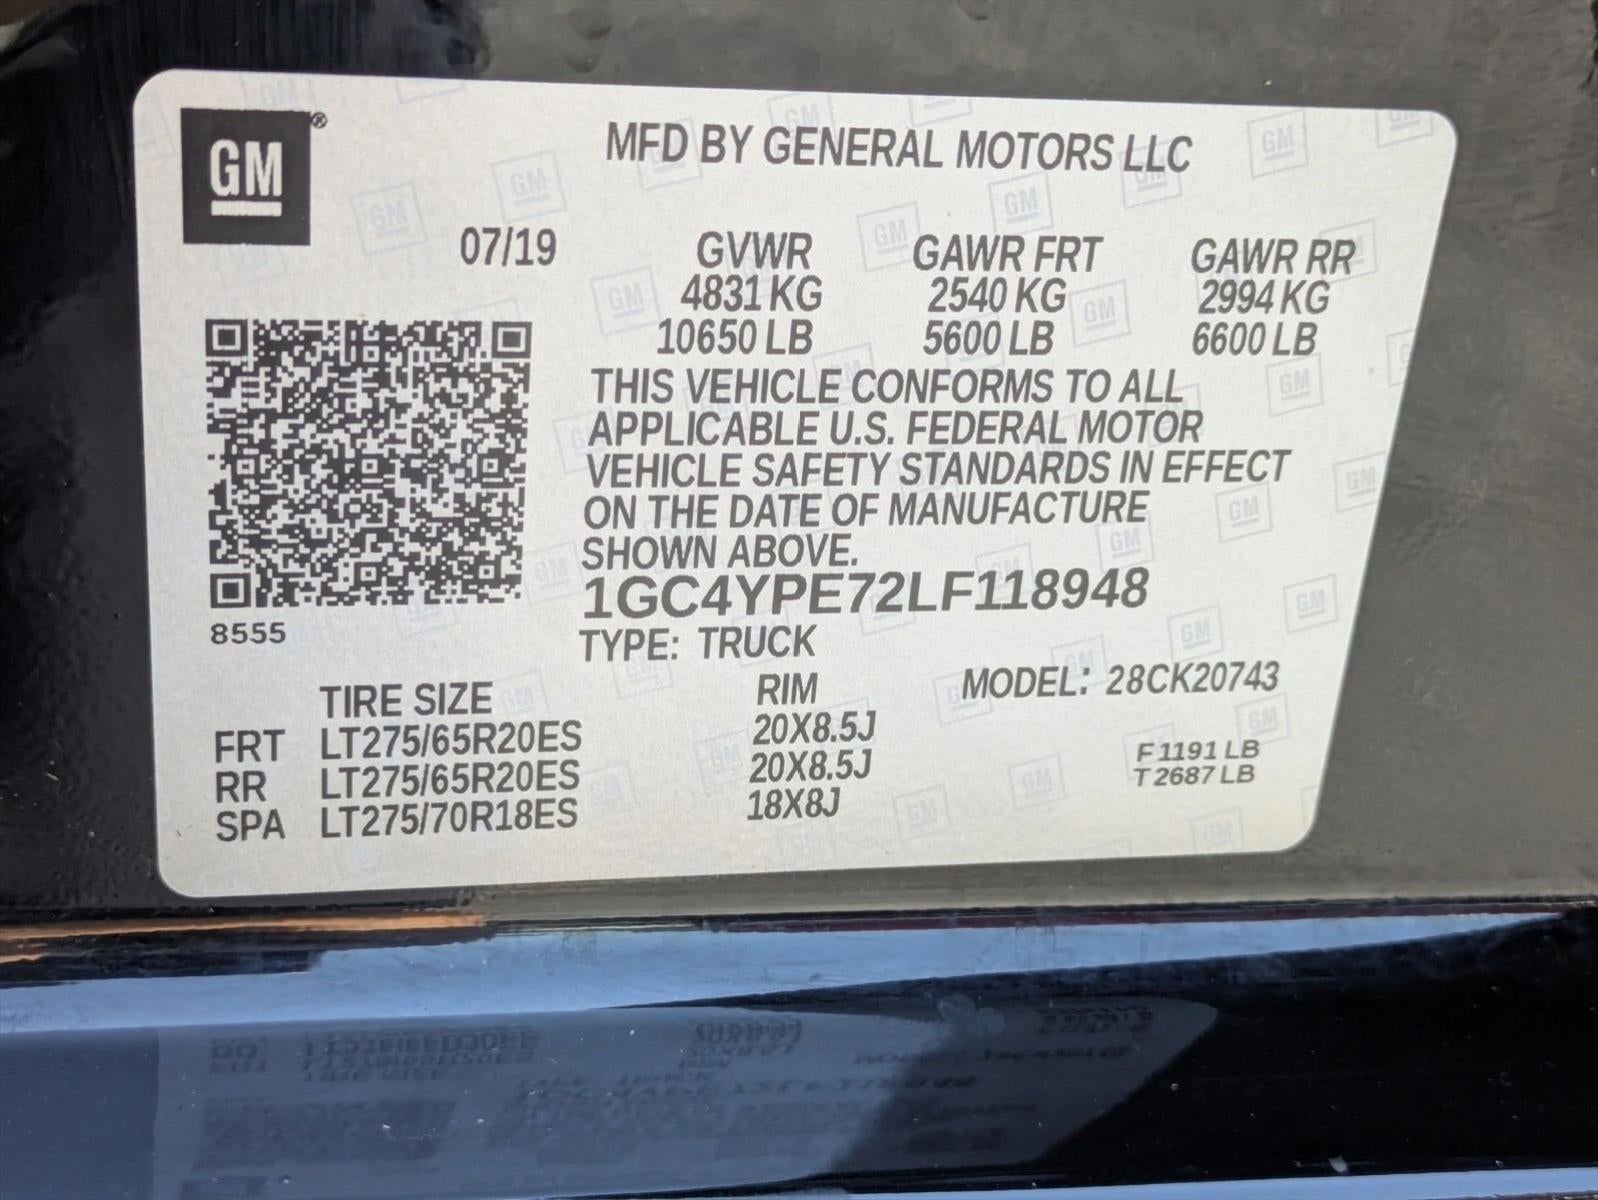 GM®
MFD BY GENERAL MOTORS LLC
07/19 GVWR GAWR FRT GAWR RR
4831 KG 2540 KG 2994 KG
10650 LB 5600 LB 6600 LB
THIS VEHICLE CONFORMS TO ALL
APPLICABLE U.S. FEDERAL MOTOR
VEHICLE SAFETY STANDARDS IN EFFECT
ON THE DATE OF MANUFACTURE
SHOWN ABOVE.
1GC4YPE72LF118948
8555
TYPE: TRUCK
TIRE SIZE RIM MODEL: 28CK20743
FRT LT275/65R20ES 20X8.5J
RR LT275/65R20ES 20X8.5J
SPA LT275/70R18ES 18X8J
F 1191 LB
T 2687 LB